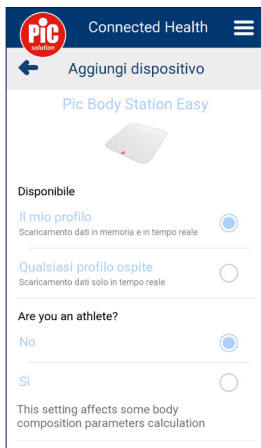 Pic
solution
Connected Health
Aggiungi dispositivo
Pic Body Station Easy
Disponibile
Il mio profilo
Scaricamento dati in memoria e in tempo reale
Qualsiasi profilo ospite
Scaricamento dati solo in tempo reale
Are you an athlete?
No
Sì
This setting affects some body
composition parameters calculation